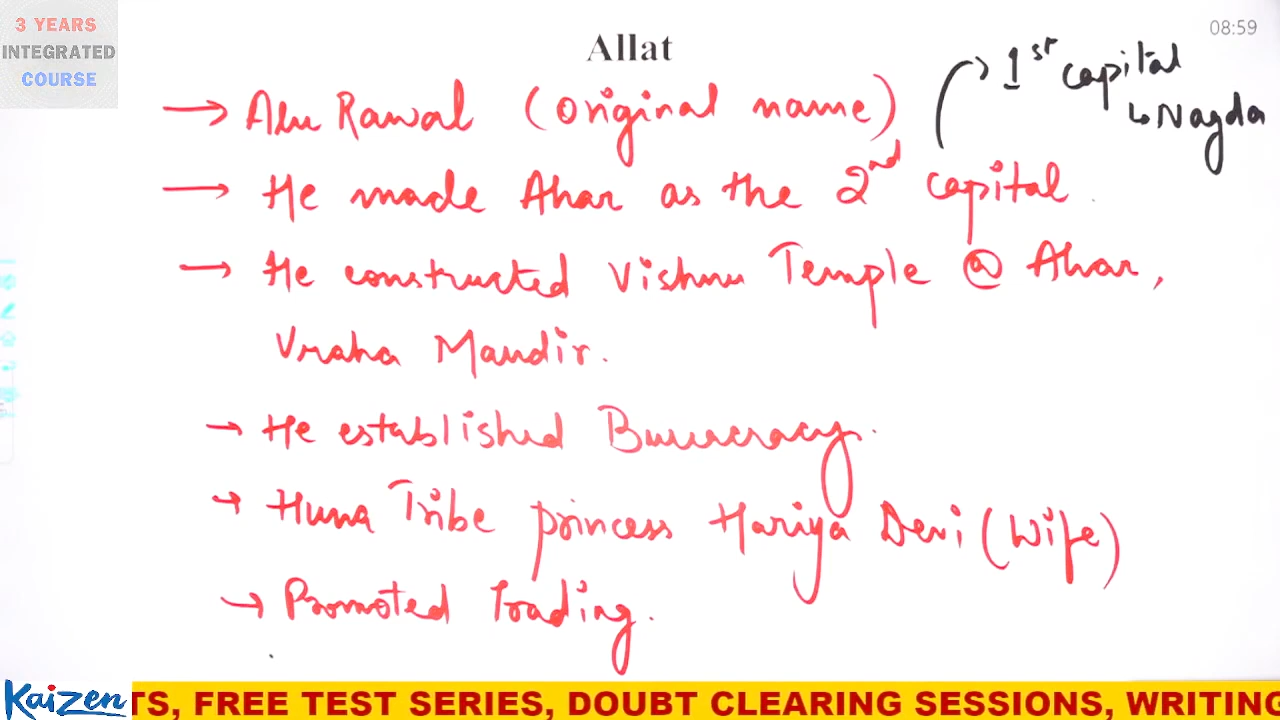 3 YEARS
INTEGRATED
COURSE
08:59
Allat
→ Alu Rawal (Original name)
→ 1st capital
↳ Nagda
→ He made Ahar as the 2nd capital.
→ He constructed Vishnu Temple @ Ahar,
Vraha Mandir.
→ He established Bureacracy.
→ Huna Tribe princess Hariya Devi (Wife)
→ Promoted Trading.
Kaizen
TS, FREE TEST SERIES, DOUBT CLEARING SESSIONS, WRITING